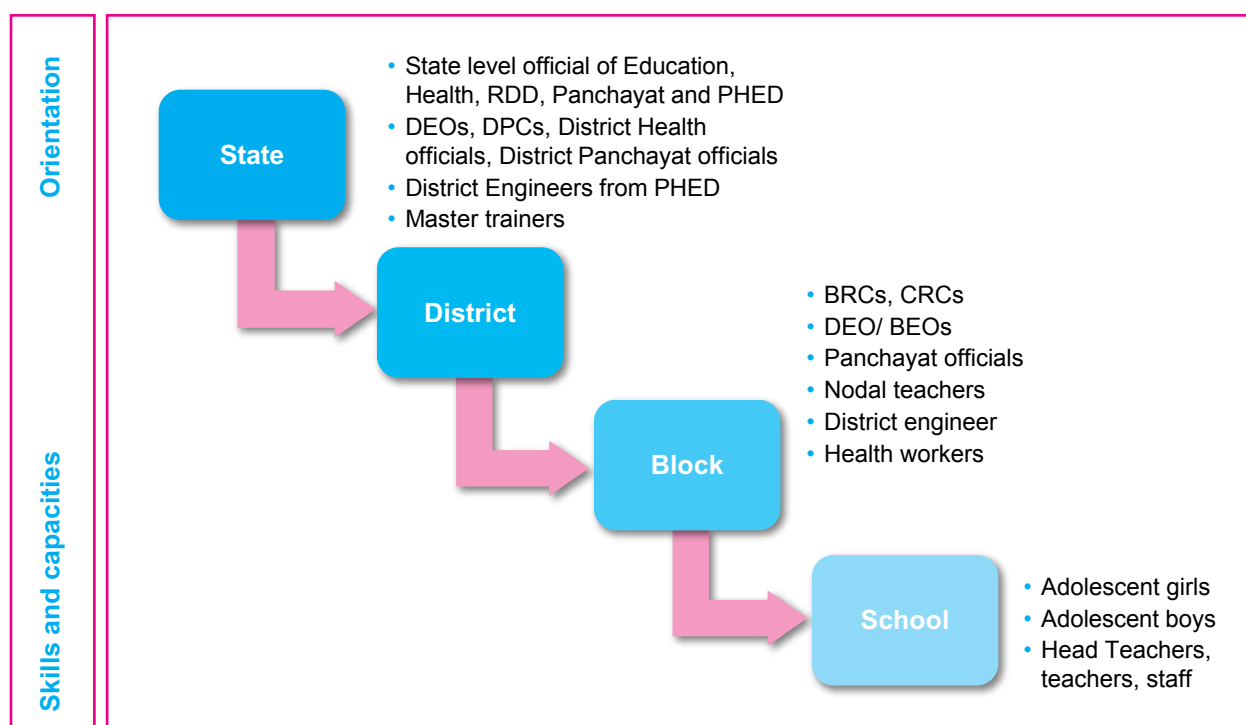 Orientation
Skills and capacities
State
• State level official of Education,
Health, RDD, Panchayat and PHED
• DEOs, DPCs, District Health
officials, District Panchayat officials
• District Engineers from PHED
• Master trainers
District
• BRCs, CRCs
• DEO/ BEOs
• Panchayat officials
• Nodal teachers
• District engineer
• Health workers
Block
School
• Adolescent girls
• Adolescent boys
• Head Teachers,
teachers, staff